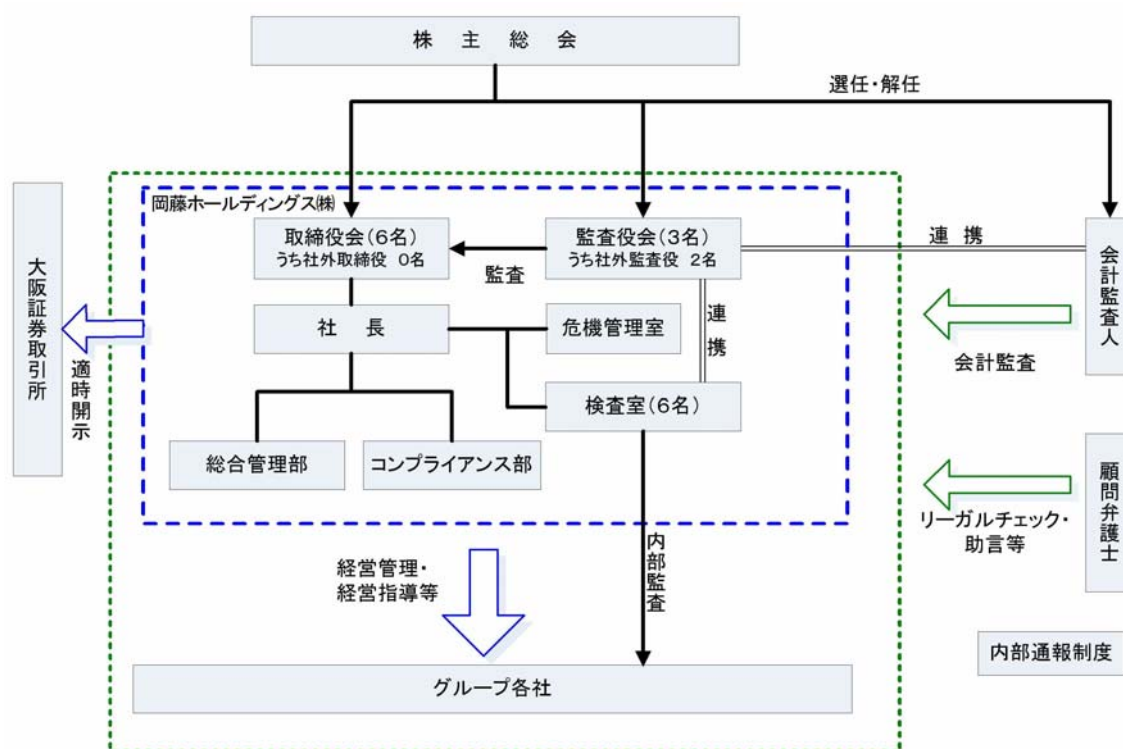 株主総会
選任・解任
岡藤ホールディングス㈱
取締役会(6名)
うち社外取締役 0名
監査
監査役会(3名)
うち社外監査役 2名
連携
会計監査人
大阪証券取引所
適時開示
社長
危機管理室
連携
会計監査
検査室(6名)
総合管理部
コンプライアンス部
顧問弁護士
リーガルチェック・
助言等
経営管理・
経営指導等
内部監査
内部通報制度
グループ各社